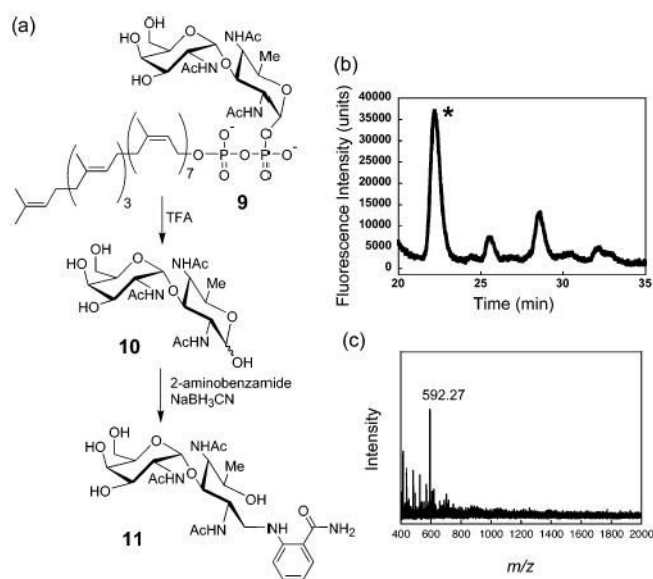 (a)
OH
OH
HO
AcHN
O
O
NHAc
Me
O
AcHN
O
O⁻
O⁻
O-P-O-P
O
O
3
7
9
TFA
OH
OH
HO
AcHN
O
O
NHAc
Me
O
AcHN
OH
10
2-aminobenzamide
NaBH₃CN
OH
HO
HO
AcHN
O
O
NHAc
Me
OH
AcHN
NH
O
NH₂
11
(b)
Fluorescence Intensity (units)
40000
35000
30000
25000
20000
15000
10000
5000
0
*
20 25 30 35
Time (min)
(c)
Intensity
592.27
400 600 800 1000 1200 1400 1600 1800 2000
m/z